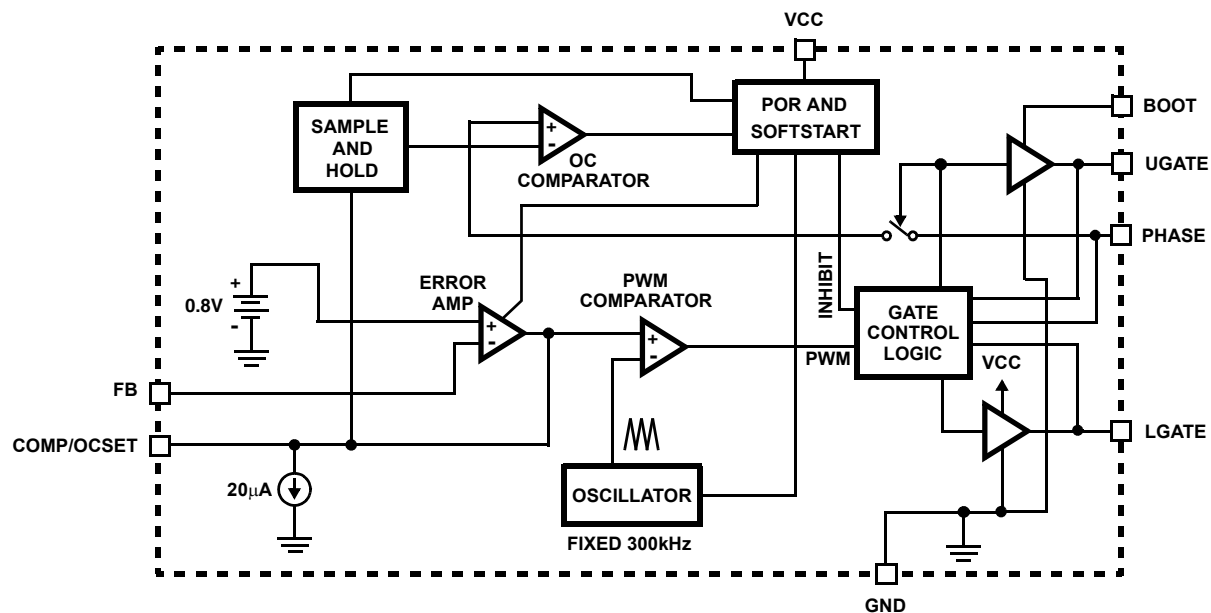 VCC
BOOT
UGATE
PHASE
LGATE
GND
FB
COMP/OCSET
SAMPLE
AND
HOLD
+
-
OC
COMPARATOR
POR AND
SOFTSTART
+
0.8V
-
ERROR
AMP
+
-
PWM
COMPARATOR
+
-
INHIBIT
PWM
GATE
CONTROL
LOGIC
VCC
20μA
OSCILLATOR
FIXED 300kHz